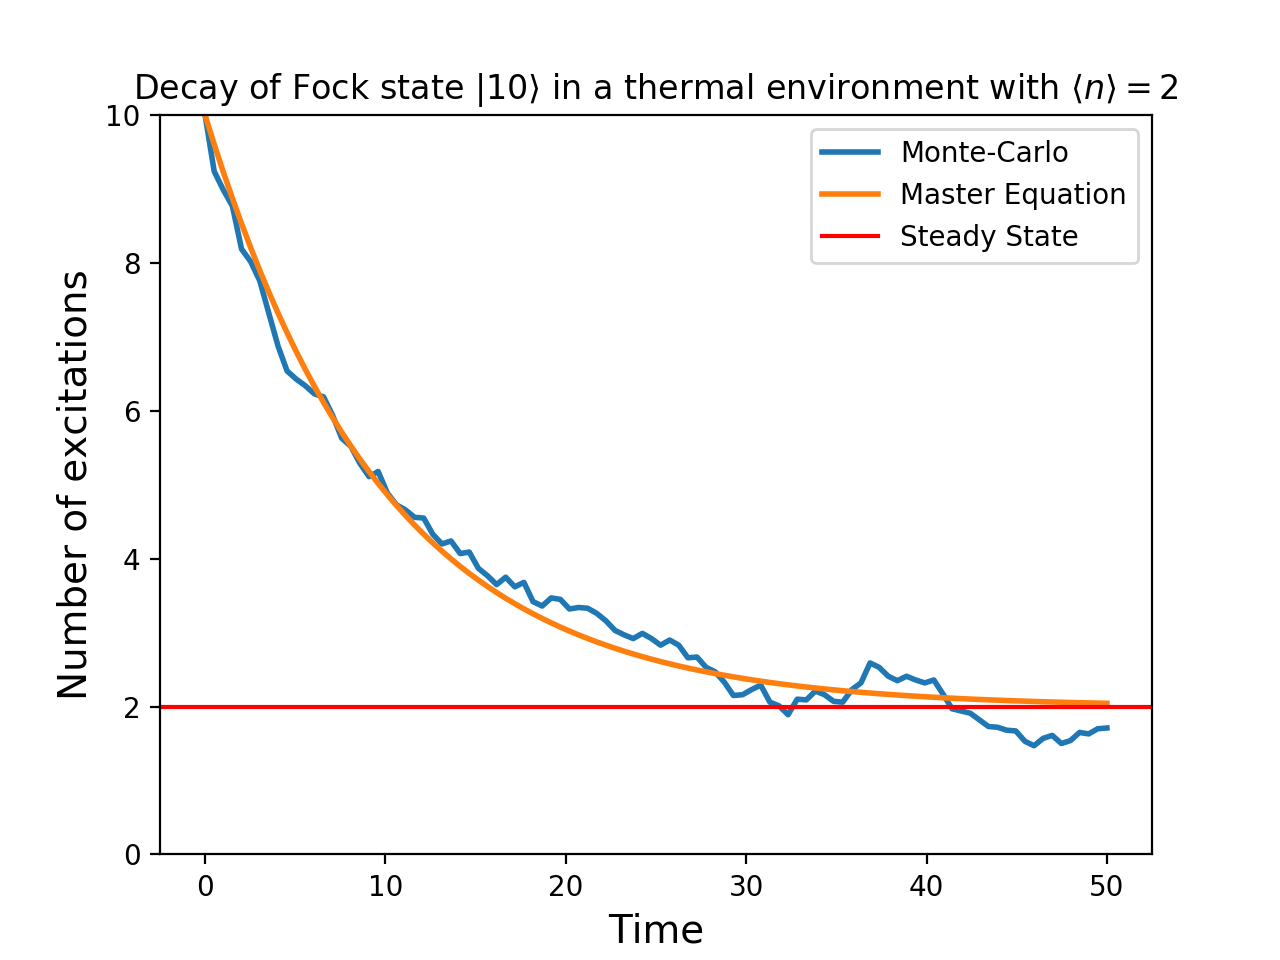 Decay of Fock state |10⟩ in a thermal environment with ⟨n⟩ = 2
Monte-Carlo
Master Equation
Steady State
Number of excitations
10
8
6
4
2
0
0 10 20 30 40 50
Time